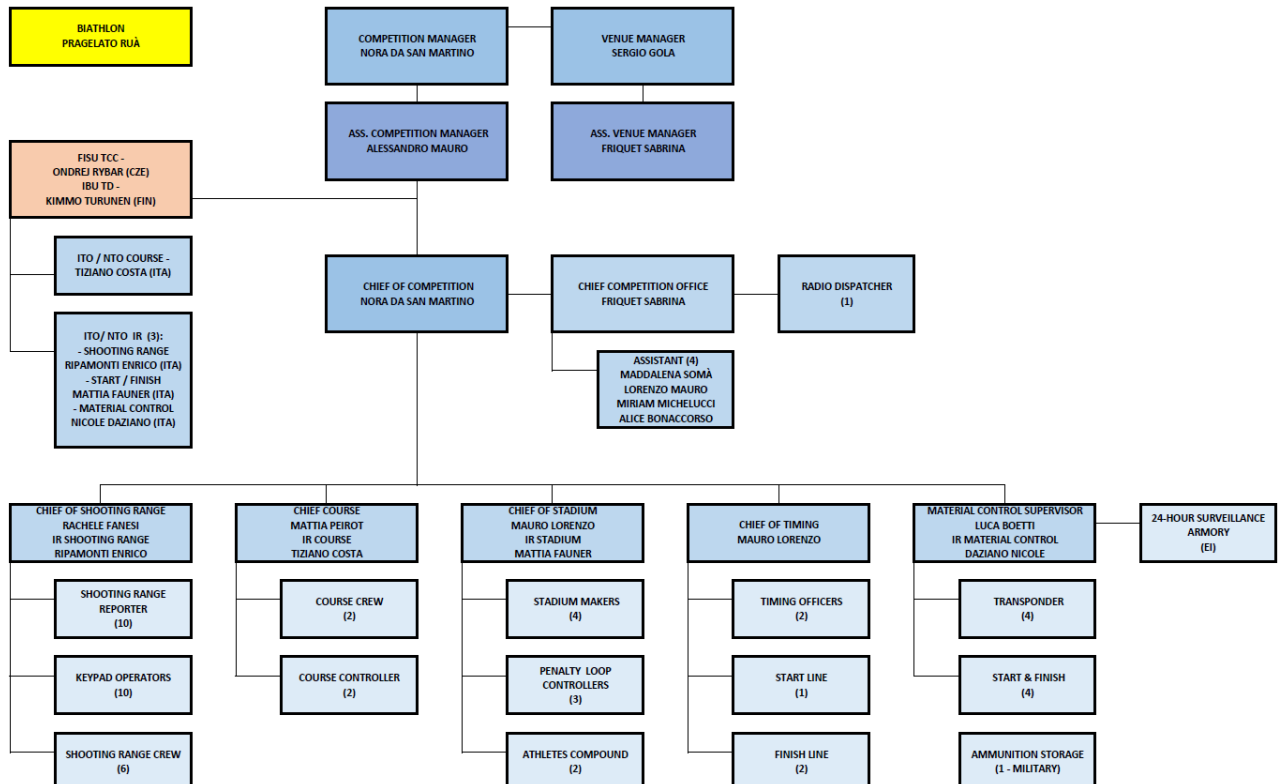 BIATHLON
PRAGELATO RUÀ
COMPETITION MANAGER
NORA DA SAN MARTINO
VENUE MANAGER
SERGIO GOLA
ASS. COMPETITION MANAGER
ALESSANDRO MAURO
ASS. VENUE MANAGER
FRIQUET SABRINA
FISU TCC -
ONDREJ RYBAR (CZE)
IBU TD -
KIMMO TURUNEN (FIN)
ITO / NTO COURSE -
TIZIANO COSTA (ITA)
ITO/ NTO  IR  (3):
- SHOOTING RANGE
RIPAMONTI ENRICO (ITA)
- START / FINISH
MATTIA FAUNER (ITA)
- MATERIAL CONTROL
NICOLE DAZIANO (ITA)
CHIEF OF COMPETITION
NORA DA SAN MARTINO
CHIEF COMPETITION OFFICE
FRIQUET SABRINA
RADIO DISPATCHER
(1)
ASSISTANT (4)
MADDALENA SOMÀ
LORENZO MAURO
MIRIAM MICHELUCCI
ALICE BONACCORSO
CHIEF OF SHOOTING RANGE
RACHELE FANESI
IR SHOOTING RANGE
RIPAMONTI ENRICO
CHIEF COURSE
MATTIA PEIROT
IR COURSE
TIZIANO COSTA
CHIEF OF STADIUM
MAURO LORENZO
IR STADIUM
MATTIA FAUNER
CHIEF OF TIMING
MAURO LORENZO
MATERIAL CONTROL SUPERVISOR
LUCA BOETTI
IR MATERIAL CONTROL
DAZIANO NICOLE
24-HOUR SURVEILLANCE
ARMORY
(EI)
SHOOTING RANGE
REPORTER
(10)
KEYPAD OPERATORS
(10)
SHOOTING RANGE CREW
(6)
COURSE CREW
(2)
COURSE CONTROLLER
(2)
STADIUM MAKERS
(4)
PENALTY  LOOP
CONTROLLERS
(3)
ATHLETES COMPOUND
(2)
TIMING OFFICERS
(2)
START LINE
(1)
FINISH LINE
(2)
TRANSPONDER
(4)
START & FINISH
(4)
AMMUNITION STORAGE
(1 - MILITARY)